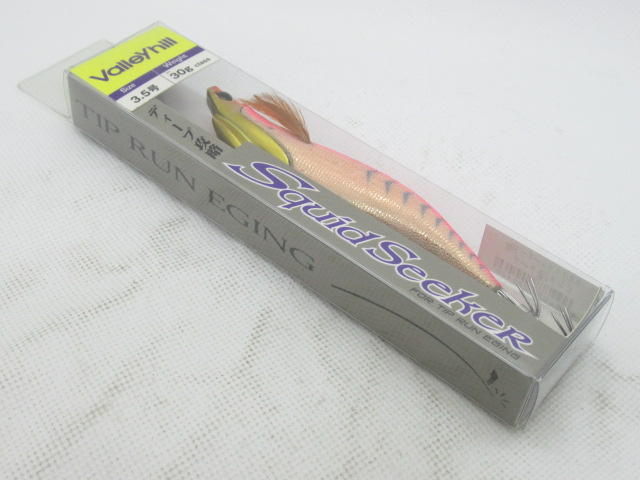 ValleyHill
Size
Weight
3.5号
30g class
ディープ攻略
Squid Seeker
FOR TIP RUN EGING
TIP RUN EGING